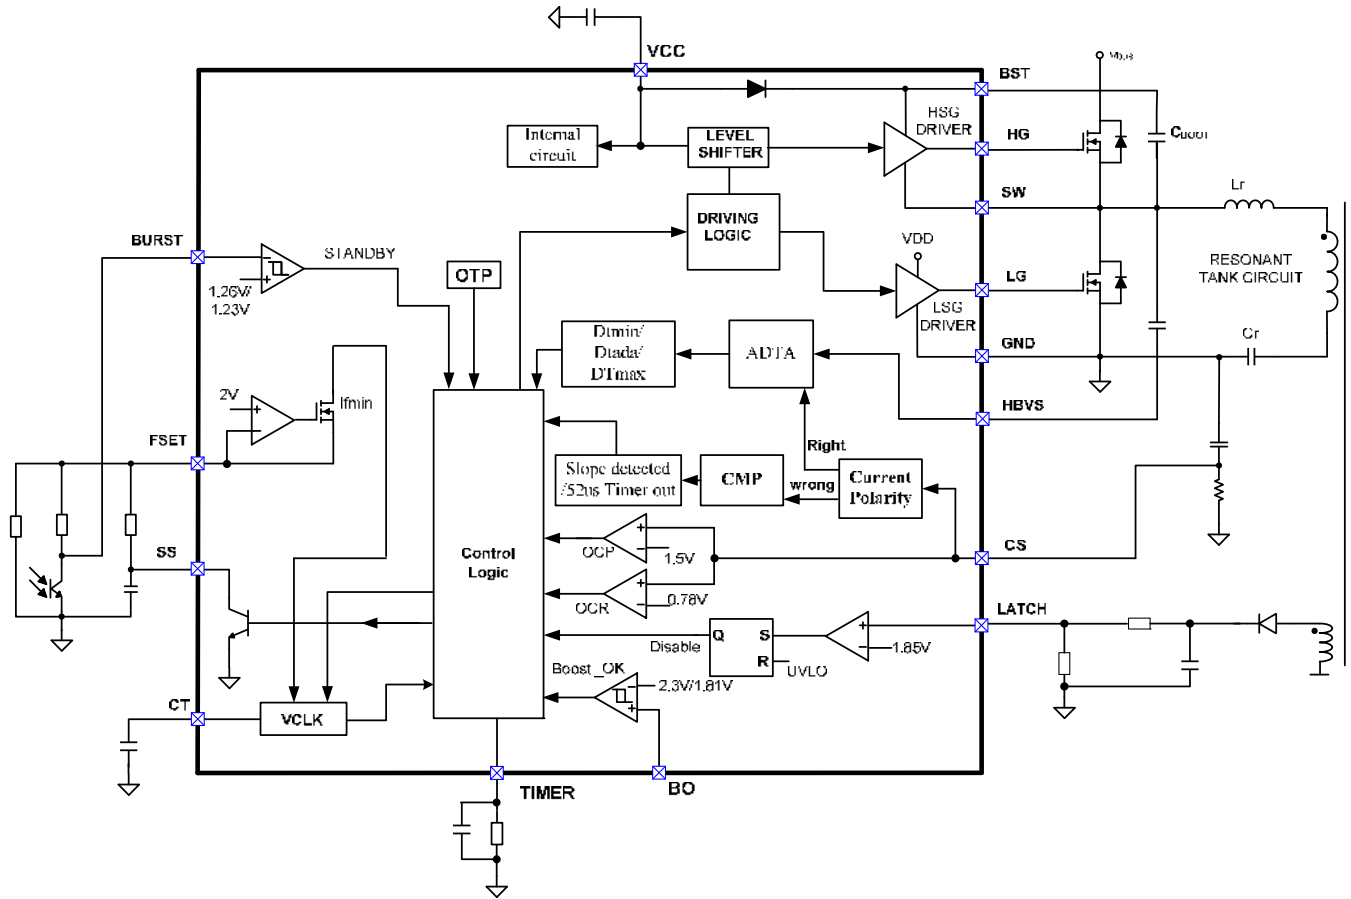 VCC
BST
HSG
DRIVER
HG
Internal
circuit
LEVEL
SHIFTER
SW
Lr
DRIVING
LOGIC
BURST
STANDBY
VDD
RESONANT
TANK CIRCUIT
OTP
LG
1.26V/
1.23V
LSG
DRIVER
Dtmin/
Dtada/
DTmax
ADTA
GND
Cr
2V
Ifmin
HBVS
FSET
Right
Slope detected
/52us Timer out
CMP
wrong
Current
Polarity
SS
Control
Logic
OCP
1.5V
CS
OCR
0.78V
LATCH
Disable
Q
S
R
UVLO
1.85V
Boost_OK
2.3V/1.81V
CT
VCLK
TIMER
BO